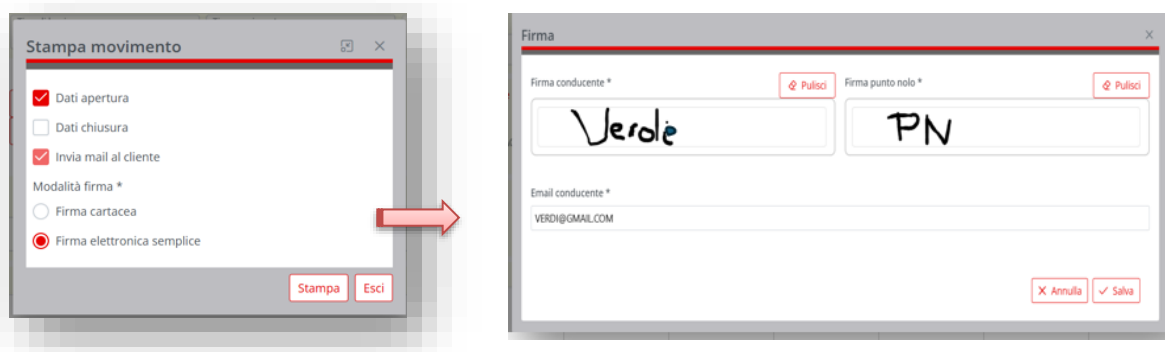 Stampa movimento
Dati apertura
Dati chiusura
Invia mail al cliente
Modalità firma *
Firma cartacea
Firma elettronica semplice
Stampa
Esci
Firma
Firma conducente *
Pulisci
Firma punto nolo *
Pulisci
PN
Email conducente *
VERDI@GMAIL.COM
Annulla
Salva